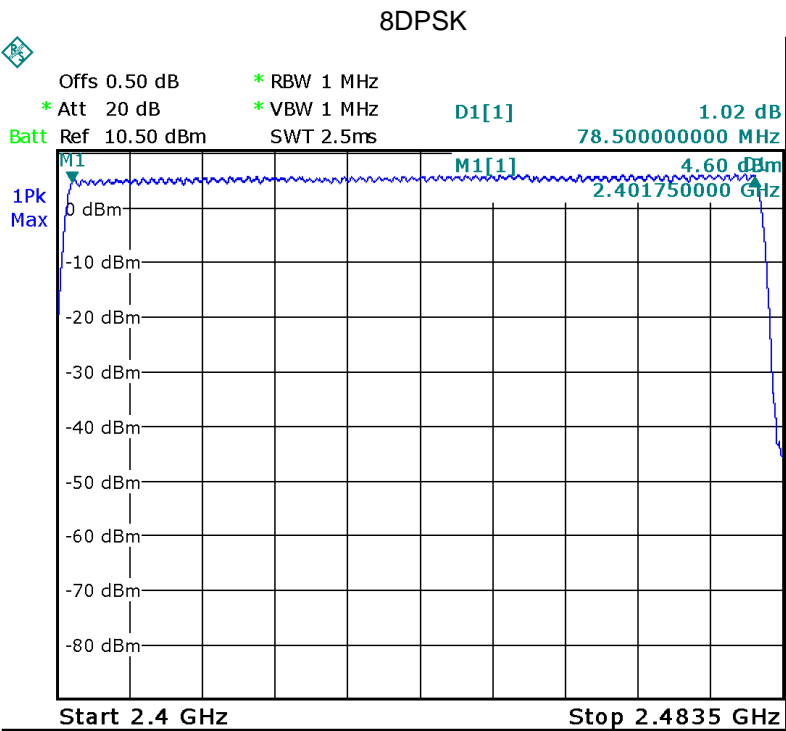 8DPSK
Offs 0.50 dB * RBW 1 MHz
* Att 20 dB * VBW 1 MHz D1[1] 1.02 dB
Batt Ref 10.50 dBm SWT 2.5ms 78.500000000 MHz
M1 M1[1] 4.60 dBm
D1
1Pk 2.401750000 GHz
Max
0 dBm
-10 dBm
-20 dBm
-30 dBm
-40 dBm
-50 dBm
-60 dBm
-70 dBm
-80 dBm
Start 2.4 GHz Stop 2.4835 GHz